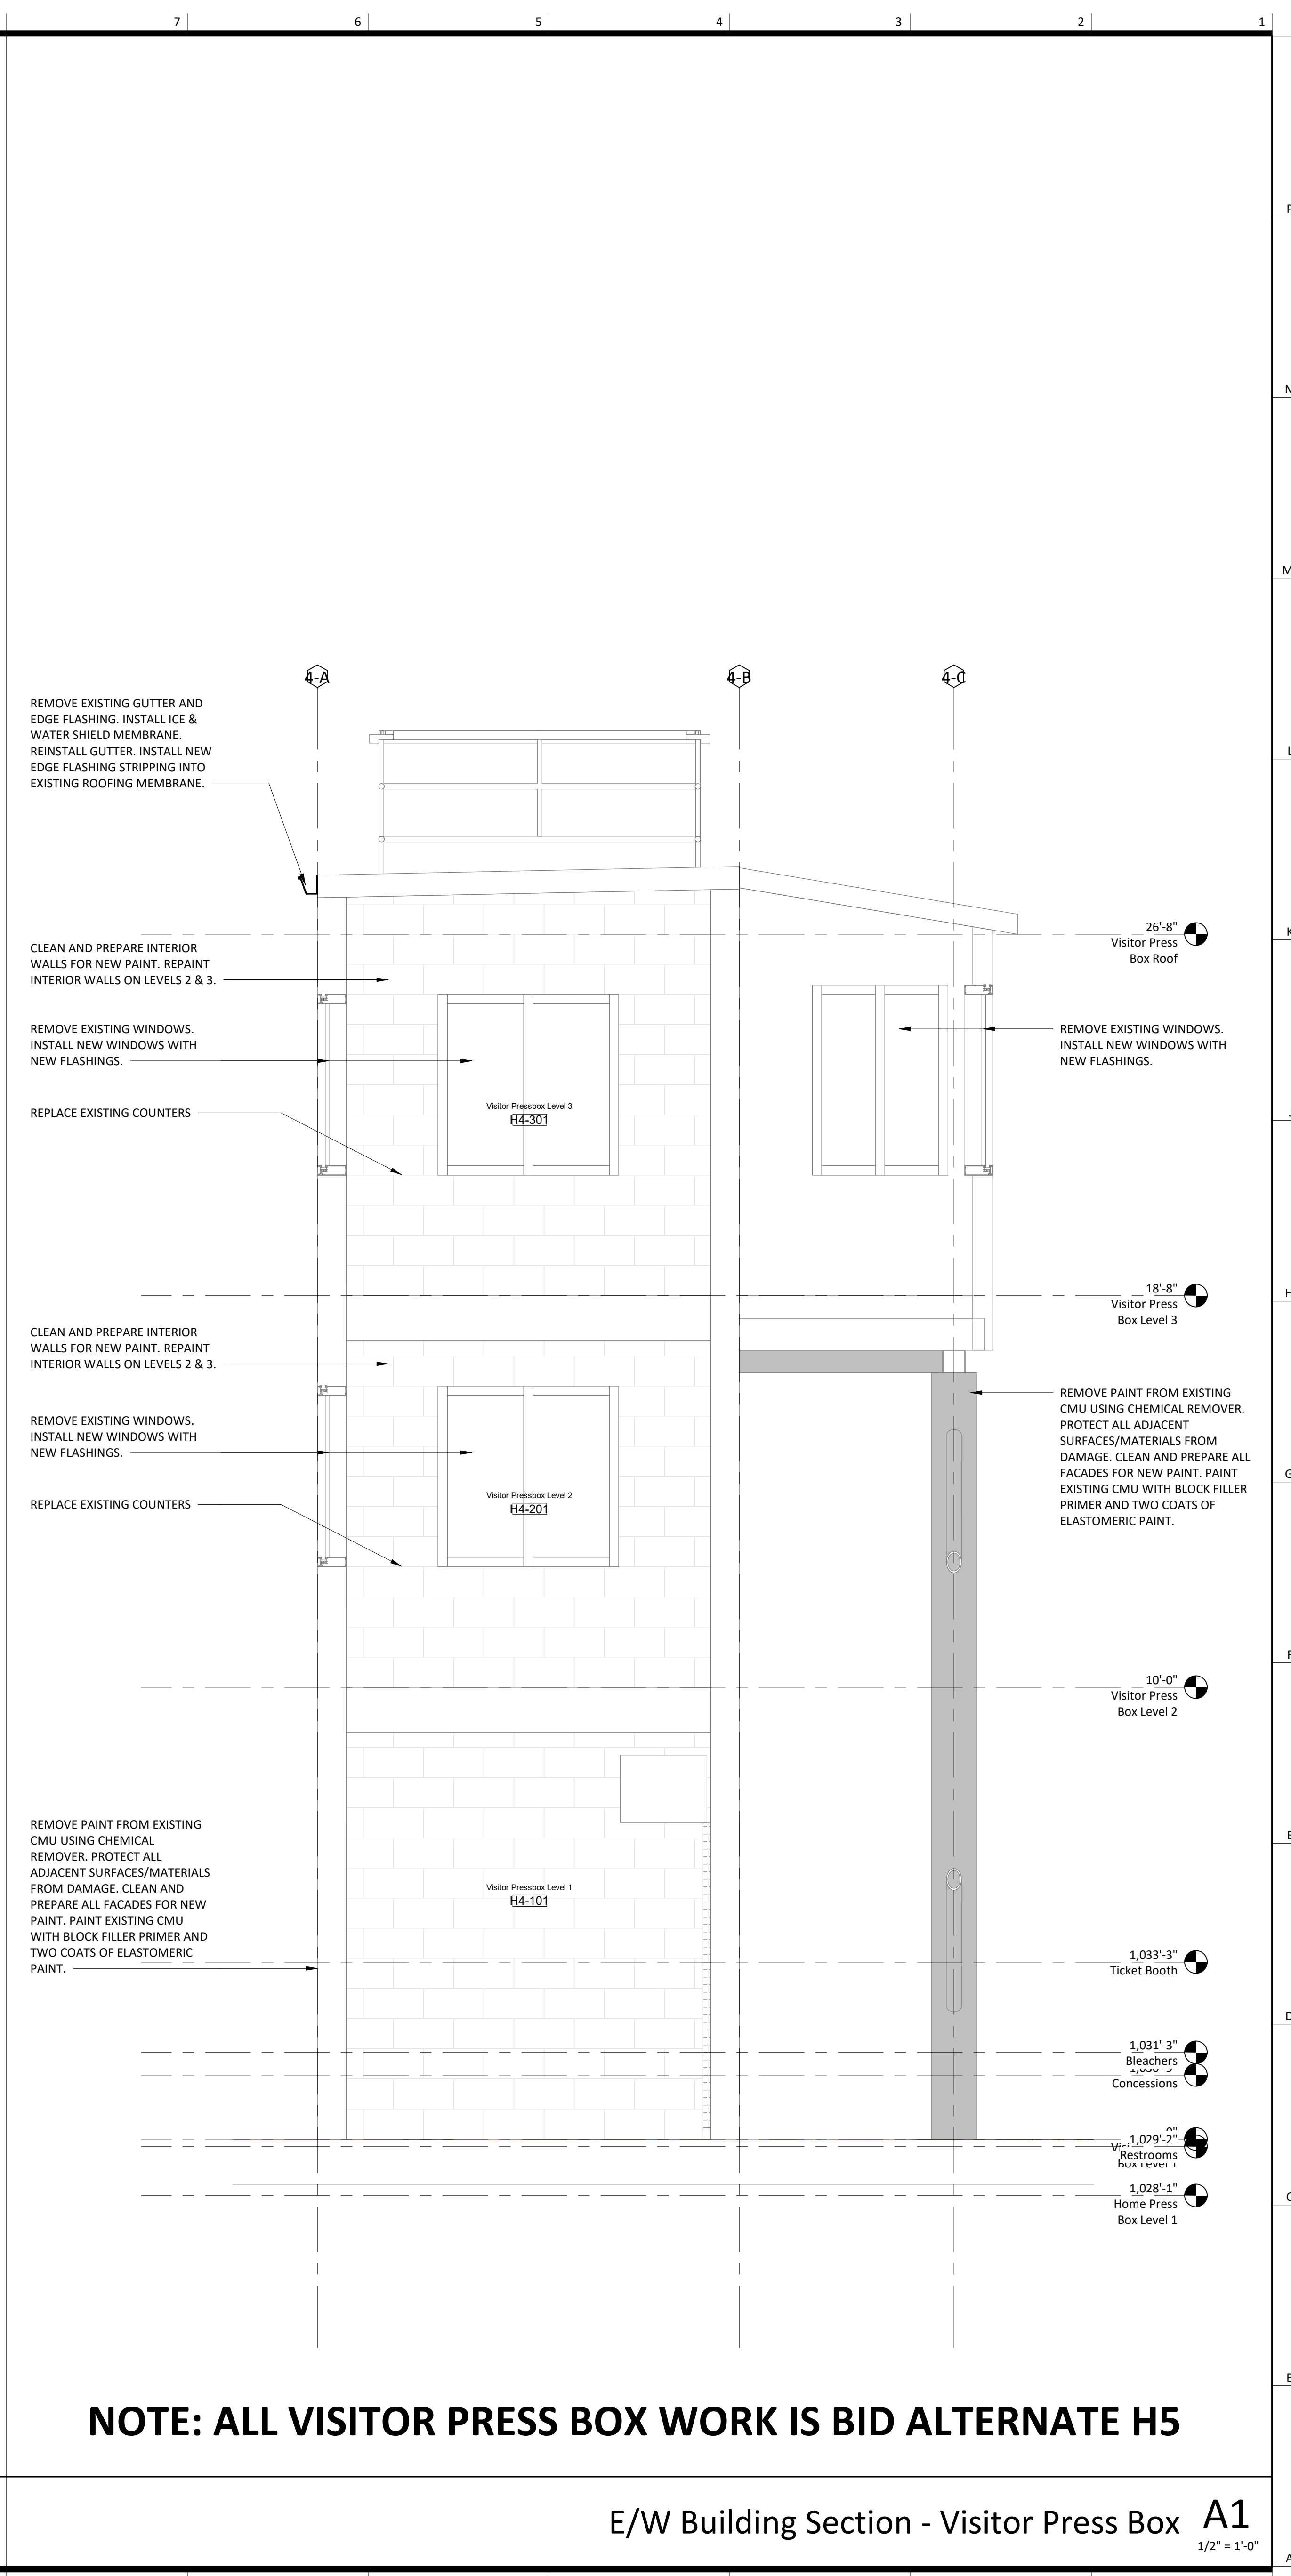 7 6 5 4 3 2 1
4-A 4-B 4-C
REMOVE EXISTING GUTTER AND
EDGE FLASHING. INSTALL ICE &
WATER SHIELD MEMBRANE.
REINSTALL GUTTER. INSTALL NEW
EDGE FLASHING STRIPPING INTO
EXISTING ROOFING MEMBRANE.
26'-8"
Visitor Press
Box Roof
CLEAN AND PREPARE INTERIOR
WALLS FOR NEW PAINT. REPAINT
INTERIOR WALLS ON LEVELS 2 & 3.
REMOVE EXISTING WINDOWS.
INSTALL NEW WINDOWS WITH
NEW FLASHINGS.
REMOVE EXISTING WINDOWS.
INSTALL NEW WINDOWS WITH
NEW FLASHINGS.
REPLACE EXISTING COUNTERS
Visitor Pressbox Level 3
H4-301
18'-8"
Visitor Press
Box Level 3
CLEAN AND PREPARE INTERIOR
WALLS FOR NEW PAINT. REPAINT
INTERIOR WALLS ON LEVELS 2 & 3.
REMOVE EXISTING WINDOWS.
INSTALL NEW WINDOWS WITH
NEW FLASHINGS.
REMOVE PAINT FROM EXISTING
CMU USING CHEMICAL REMOVER.
PROTECT ALL ADJACENT
SURFACES/MATERIALS FROM
DAMAGE. CLEAN AND PREPARE ALL
FACADES FOR NEW PAINT. PAINT
EXISTING CMU WITH BLOCK FILLER
PRIMER AND TWO COATS OF
ELASTOMERIC PAINT.
REPLACE EXISTING COUNTERS
Visitor Pressbox Level 2
H4-201
10'-0"
Visitor Press
Box Level 2
REMOVE PAINT FROM EXISTING
CMU USING CHEMICAL
REMOVER. PROTECT ALL
ADJACENT SURFACES/MATERIALS
FROM DAMAGE. CLEAN AND
PREPARE ALL FACADES FOR NEW
PAINT. PAINT EXISTING CMU
WITH BLOCK FILLER PRIMER AND
TWO COATS OF ELASTOMERIC
PAINT.
Visitor Pressbox Level 1
H4-101
1,033'-3"
Ticket Booth
1,031'-3"
Bleachers
Concessions
1,029'-2"
Restrooms
Box Level 1
1,028'-1"
Home Press
Box Level 1
NOTE: ALL VISITOR PRESS BOX WORK IS BID ALTERNATE H5
E/W Building Section - Visitor Press Box
A1
1/2" = 1'-0"